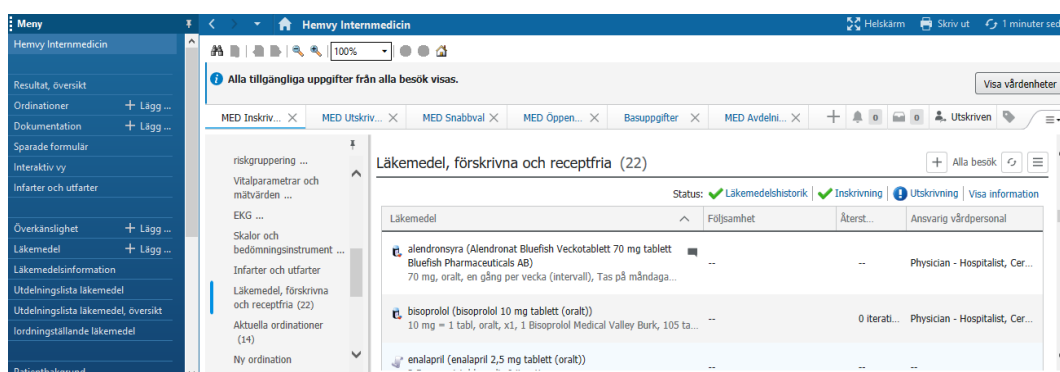 Meny
Hemvy Internmedicin
Resultat, översikt
Ordinationer + Lägg ...
Dokumentation + Lägg ...
Sparade formulär
Interaktiv vy
Infarter och utfarter
Överkänslighet + Lägg ...
Läkemedel + Lägg ...
Läkemedelsinformation
Utdelningslista läkemedel
Utdelningslista läkemedel, översikt
Iordningställande läkemedel
Patientbakgrund
Hemvy Internmedicin
Helskärm Skriv ut 1 minuter sed
100%
Alla tillgängliga uppgifter från alla besök visas.
Visa vårdenheter
MED Inskriv... MED Utskriv... MED Snabbval MED Öppen... Basuppgifter MED Avdelni... 0 0 Utskriven
riskgruppering ...
Vitalparametrar och
mätvärden ...
EKG ...
Skalor och
bedömningsinstrument ...
Infarter och utfarter
Läkemedel, förskrivna
och receptfria (22)
Aktuella ordinationer
(14)
Ny ordination
Läkemedel, förskrivna och receptfria (22)
Alla besök
Status: Läkemedelshistorik Inskrivning Utskrivning Visa information
Läkemedel Följsamhet Återst... Ansvarig vårdpersonal
alendronsyra (Alendronat Bluefish Veckotablett 70 mg tablett
Bluefish Pharmaceuticals AB)
70 mg, oralt, en gång per vecka (intervall), Tas på måndaga...
-- -- Physician - Hospitalist, Cer...
bisoprolol (bisoprolol 10 mg tablett (oralt))
10 mg = 1 tabl, oralt, x1, 1 Bisoprolol Medical Valley Burk, 105 ta...
-- 0 iterati... Physician - Hospitalist, Cer...
enalapril (enalapril 2,5 mg tablett (oralt))
-- -- --